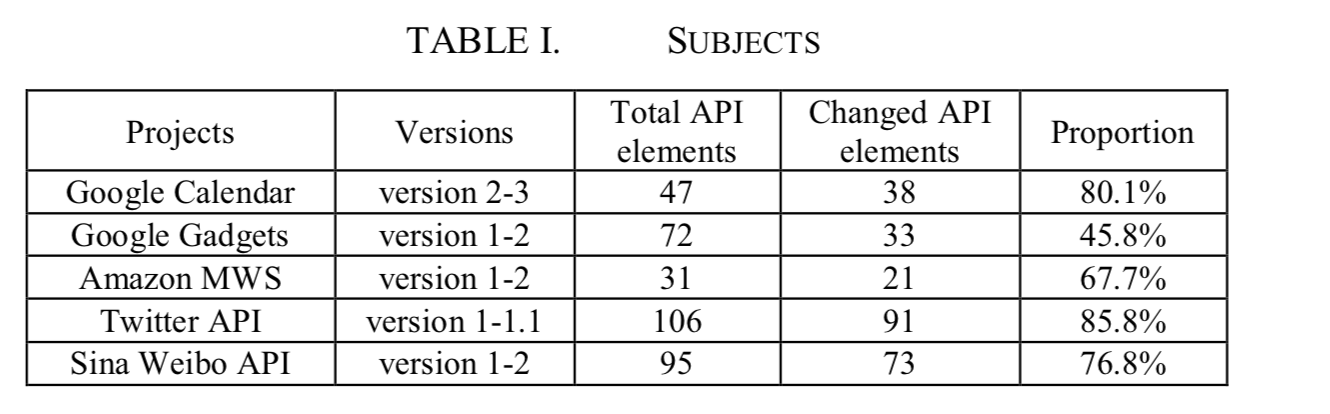 TABLE I. SUBJECTS
Projects Versions Total API elements Changed API elements Proportion
Google Calendar version 2-3 47 38 80.1%
Google Gadgets version 1-2 72 33 45.8%
Amazon MWS version 1-2 31 21 67.7%
Twitter API version 1-1.1 106 91 85.8%
Sina Weibo API version 1-2 95 73 76.8%